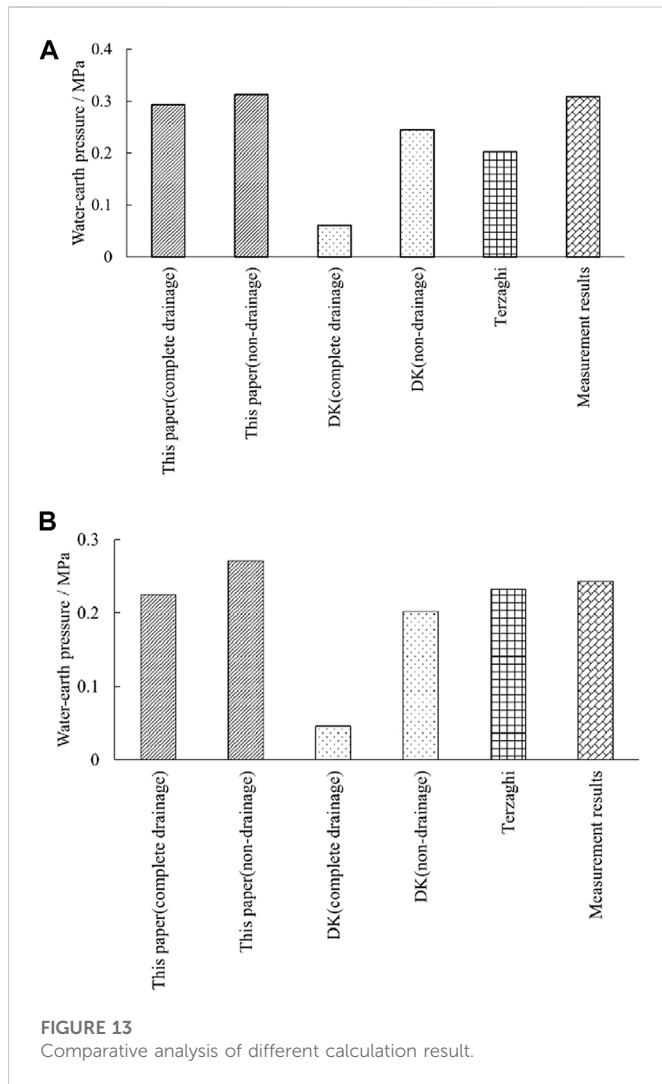 A
Water-earth pressure / MPa
0.4
0.3
0.2
0.1
0
This paper(complete drainage)
This paper(non-drainage)
DK(complete drainage)
DK(non-drainage)
Terzaghi
Measurement results
B
Water-earth pressure / MPa
0.3
0.2
0.1
0
This paper(complete drainage)
This paper(non-drainage)
DK(complete drainage)
DK(non-drainage)
Terzaghi
Measurement results
FIGURE 13
Comparative analysis of different calculation result.